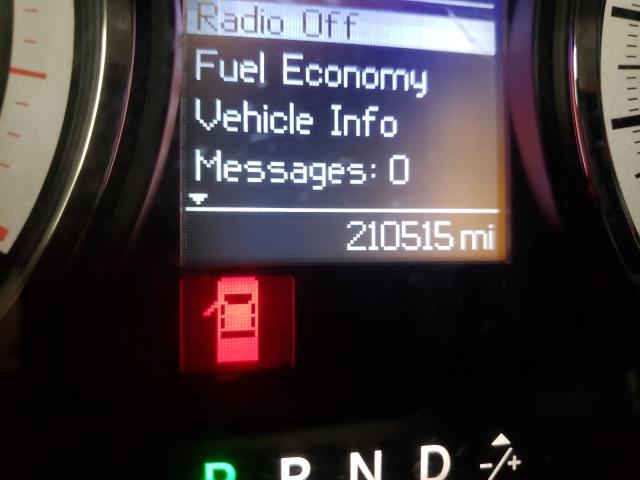 Radio Off
Fuel Economy
Vehicle Info
Messages: 0
210515 mi
P R N D -/+